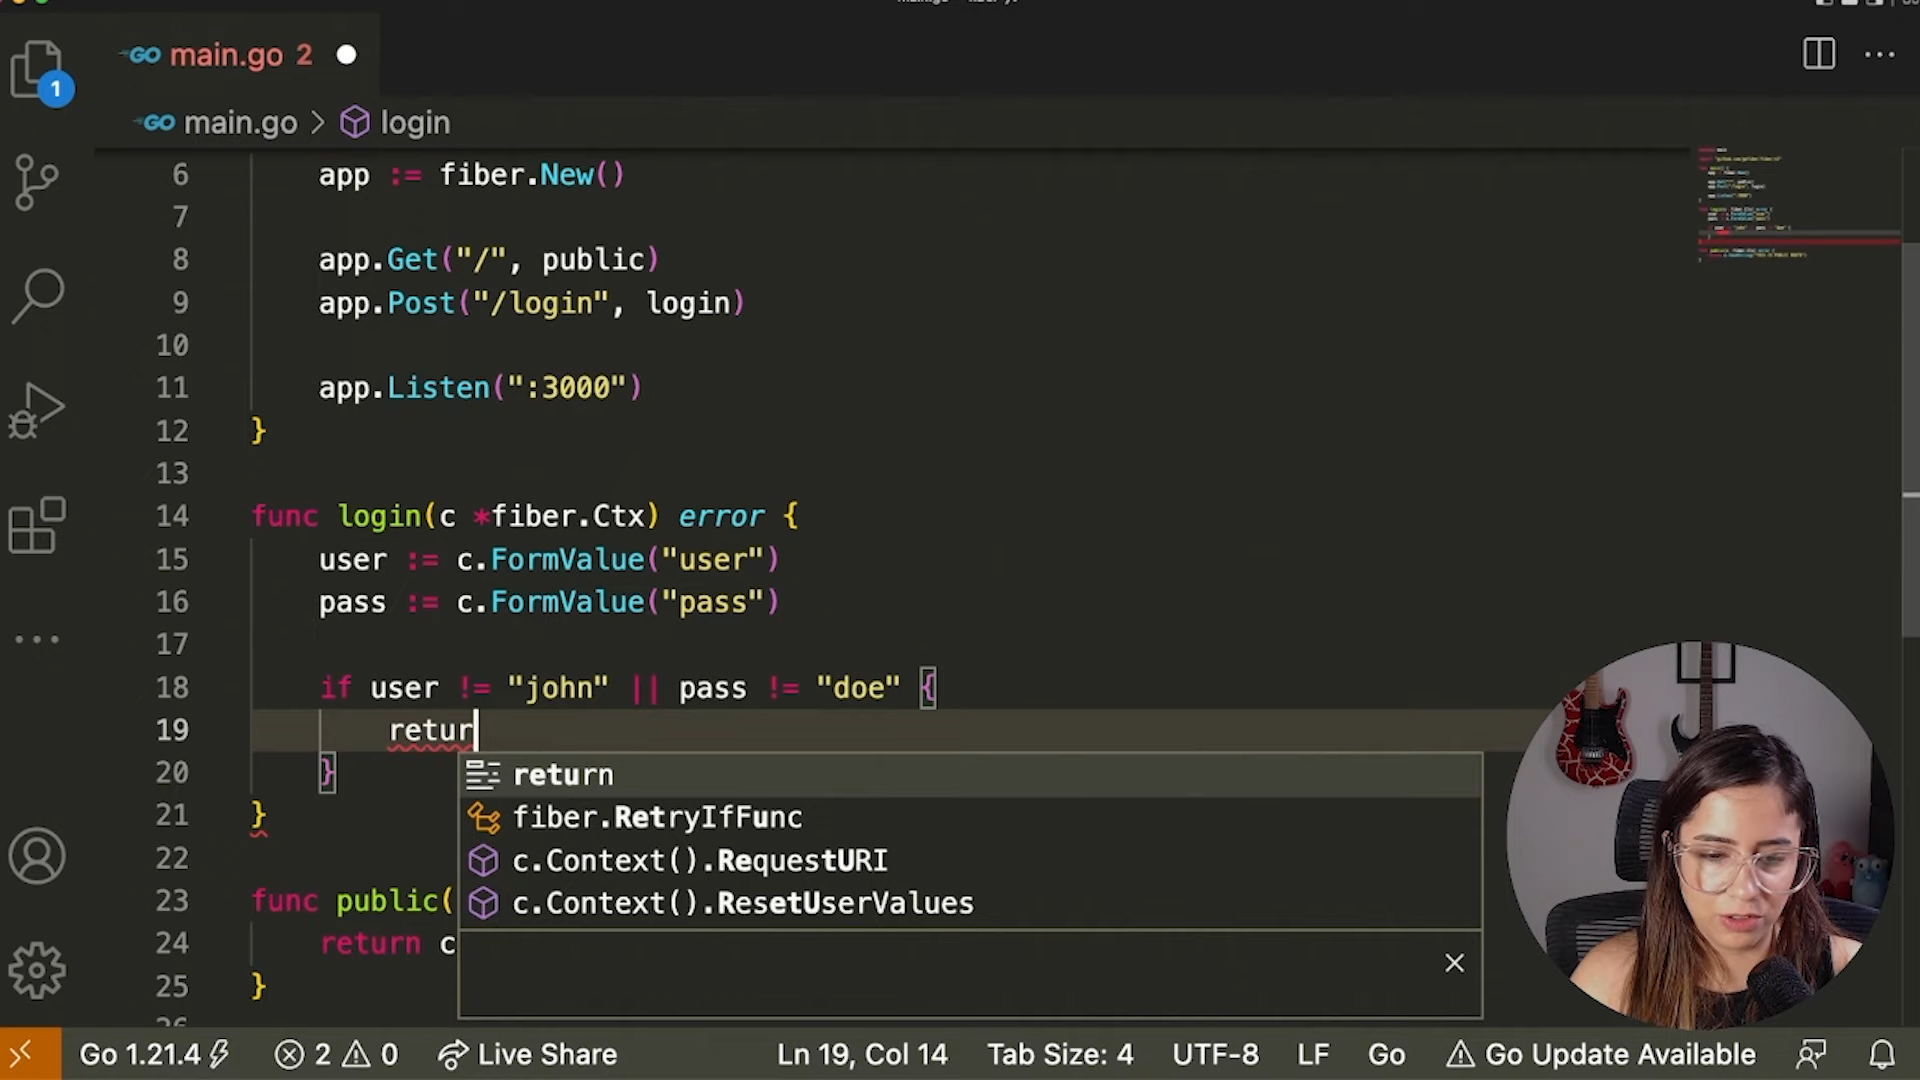 GO main.go 2
1
GO main.go > login
6 app := fiber.New()
7
8 app.Get("/", public)
9 app.Post("/login", login)
10
11 app.Listen(":3000")
12 }
13
14 func login(c *fiber.Ctx) error {
15 user := c.FormValue("user")
16 pass := c.FormValue("pass")
17
18 if user != "john" || pass != "doe" {
19 retur
20 }
return
fiber.RetryIfFunc
c.Context().RequestURI
c.Context().ResetUserValues
21 }
22
23 func public(
24 return c
25 }
Go 1.21.4 2 0 Live Share Ln 19, Col 14 Tab Size: 4 UTF-8 LF Go Go Update Available